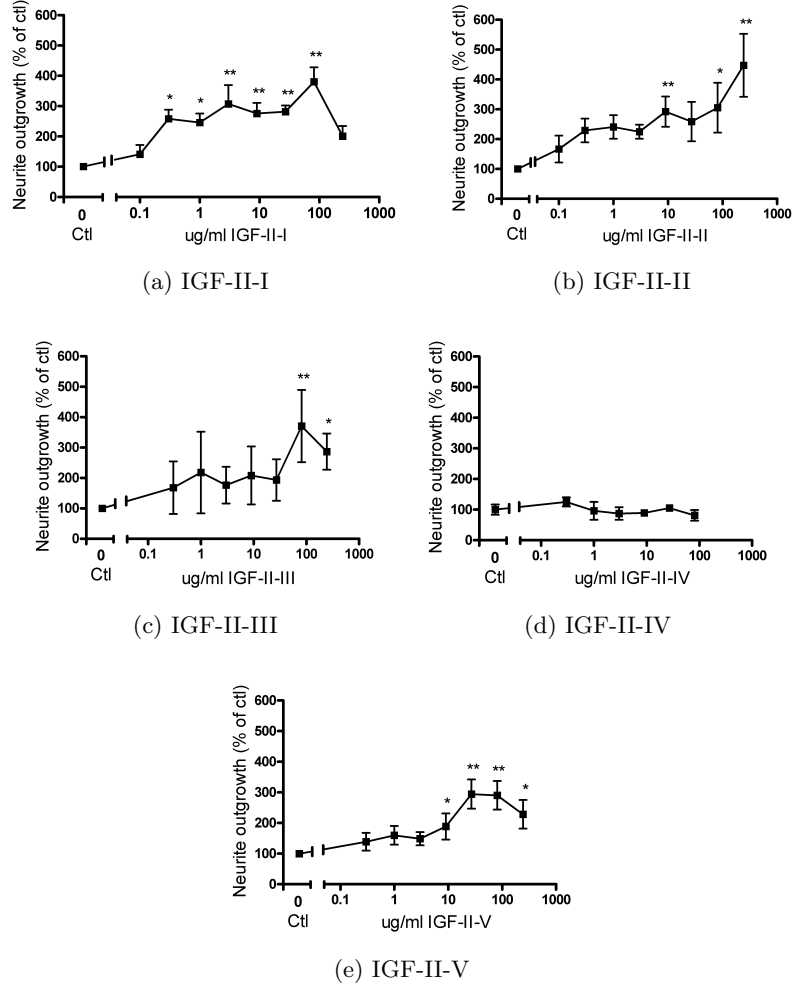 Neurite outgrowth (% of ctl)
600
500
400
300
200
100
0
* * ** ** ** **
0 0.1 1 10 100 1000
Ctl ug/ml IGF-II-I
(a) IGF-II-I
Neurite outgrowth (% of ctl)
600
500
400
300
200
100
0
** * **
0 0.1 1 10 100 1000
Ctl ug/ml IGF-II-II
(b) IGF-II-II
Neurite outgrowth (% of ctl)
600
500
400
300
200
100
0
** *
0 0.1 1 10 100 1000
Ctl ug/ml IGF-II-III
(c) IGF-II-III
Neurite outgrowth (% of ctl)
600
500
400
300
200
100
0
0 0.1 1 10 100 1000
Ctl ug/ml IGF-II-IV
(d) IGF-II-IV
Neurite outgrowth (% of ctl)
600
500
400
300
200
100
0
* ** ** *
0 0.1 1 10 100 1000
Ctl ug/ml IGF-II-V
(e) IGF-II-V